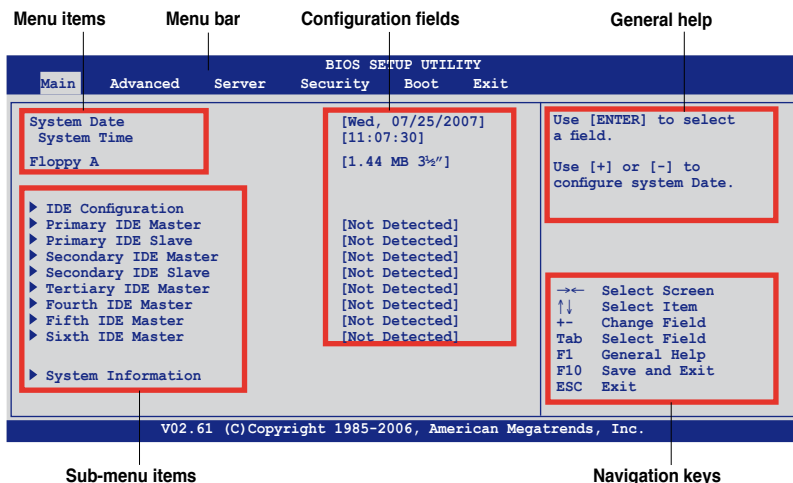 Menu items Menu bar Configuration fields General help
BIOS SETUP UTILITY
Main Advanced Server Security Boot Exit
System Date [Wed, 07/25/2007]
System Time [11:07:30]
Floppy A [1.44 MB 3½″]
▶ IDE Configuration
▶ Primary IDE Master [Not Detected]
▶ Primary IDE Slave [Not Detected]
▶ Secondary IDE Master [Not Detected]
▶ Secondary IDE Slave [Not Detected]
▶ Tertiary IDE Master [Not Detected]
▶ Fourth IDE Master [Not Detected]
▶ Fifth IDE Master [Not Detected]
▶ Sixth IDE Master [Not Detected]
▶ System Information
Use [ENTER] to select
a field.
Use [+] or [-] to
configure system Date.
→← Select Screen
↑↓ Select Item
+- Change Field
Tab Select Field
F1 General Help
F10 Save and Exit
ESC Exit
V02.61 (C)Copyright 1985-2006, American Megatrends, Inc.
Sub-menu items Navigation keys